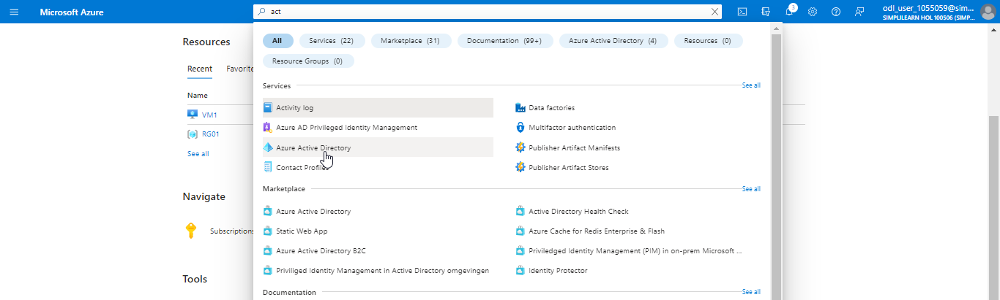 Microsoft Azure
act
3
odl_user_1055059@sim...
SIMPLILEARN HOL 100506 (SIMP...
Resources
Recent
Favorite
Name
VM1
RG01
See all
Navigate
Subscriptions
Tools
All
Services (22)
Marketplace (31)
Documentation (99+)
Azure Active Directory (4)
Resources (0)
Resource Groups (0)
Services
See all
Activity log
Data factories
Azure AD Privileged Identity Management
Multifactor authentication
Azure Active Directory
Publisher Artifact Manifests
Contact Profiles
Publisher Artifact Stores
Marketplace
See all
Azure Active Directory
Active Directory Health Check
Static Web App
Azure Cache for Redis Enterprise & Flash
Azure Active Directory B2C
Priviledged Identity Management (PIM) in on-prem Microsoft ...
Priviliged Identity Management in Active Directory omgevingen
Identity Protector
Documentation
See all